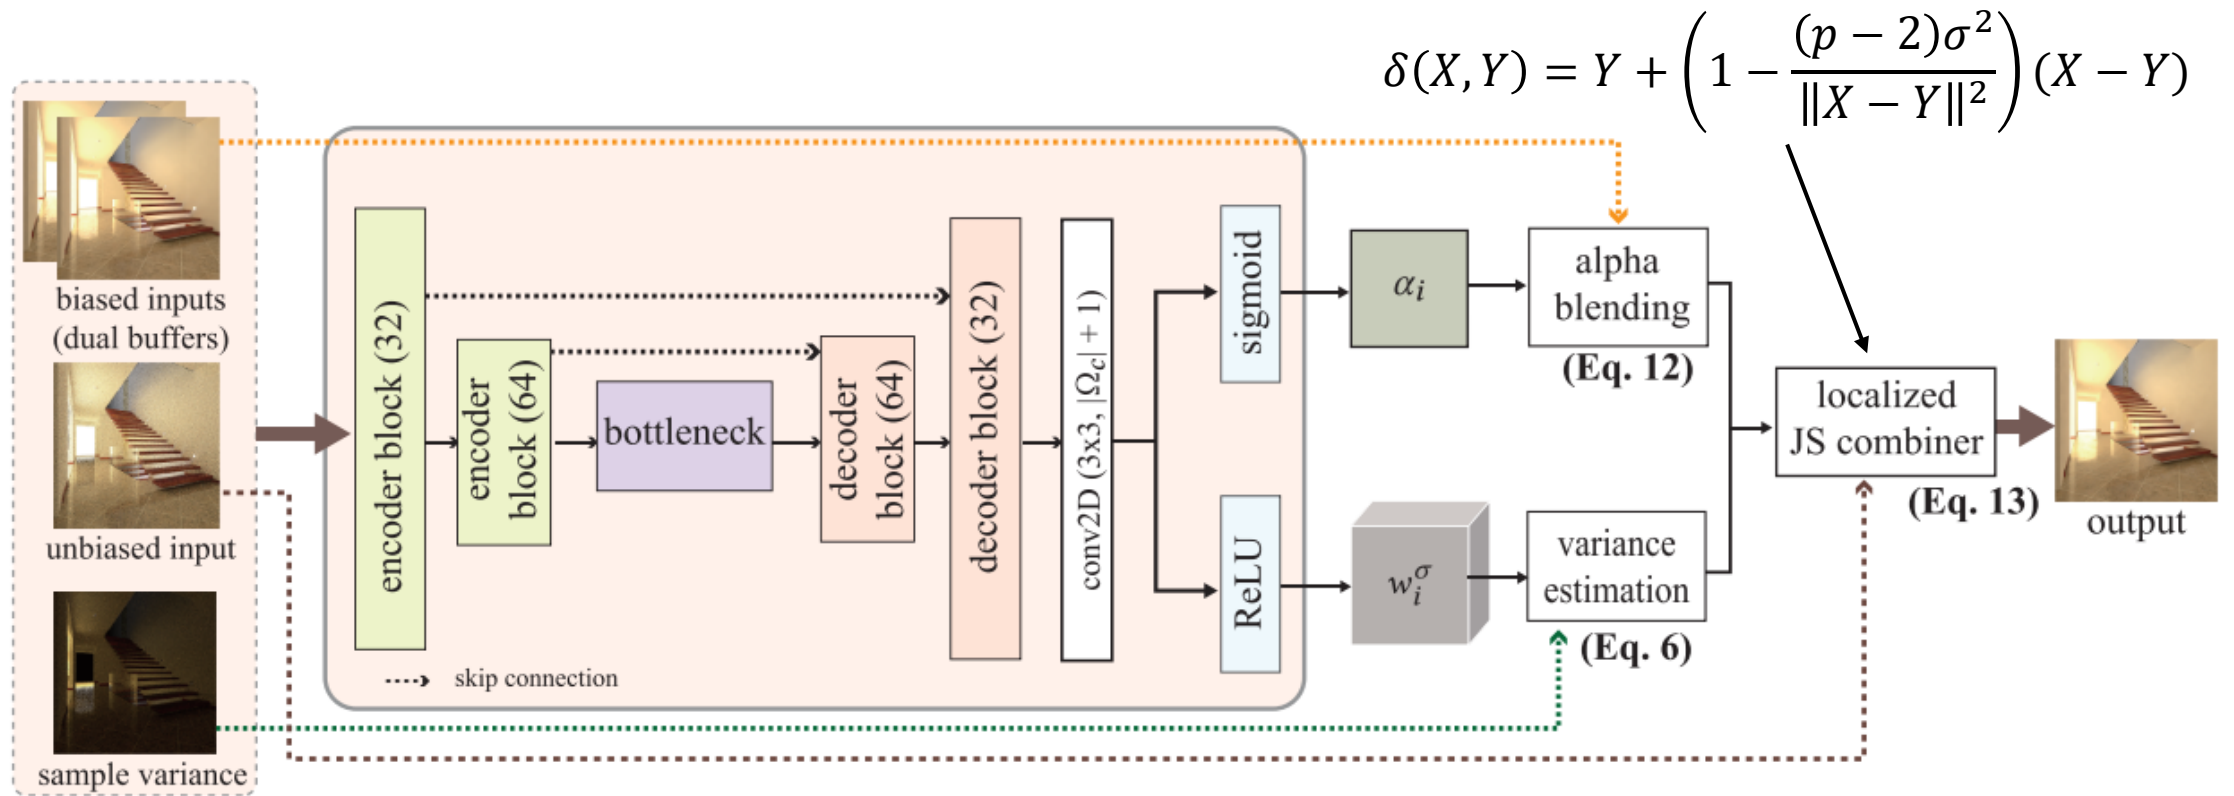 δ(X, Y) = Y + (1 − (p − 2)σ² / ‖X − Y‖²) (X − Y)
biased inputs
(dual buffers)
unbiased input
sample variance
encoder block (32)
encoder
block (64)
bottleneck
decoder
block (64)
decoder block (32)
conv2D (3x3, |Ω_c| + 1)
skip connection
sigmoid
ReLU
α_i
w_i^σ
alpha
blending
(Eq. 12)
variance
estimation
(Eq. 6)
localized
JS combiner
(Eq. 13)
output